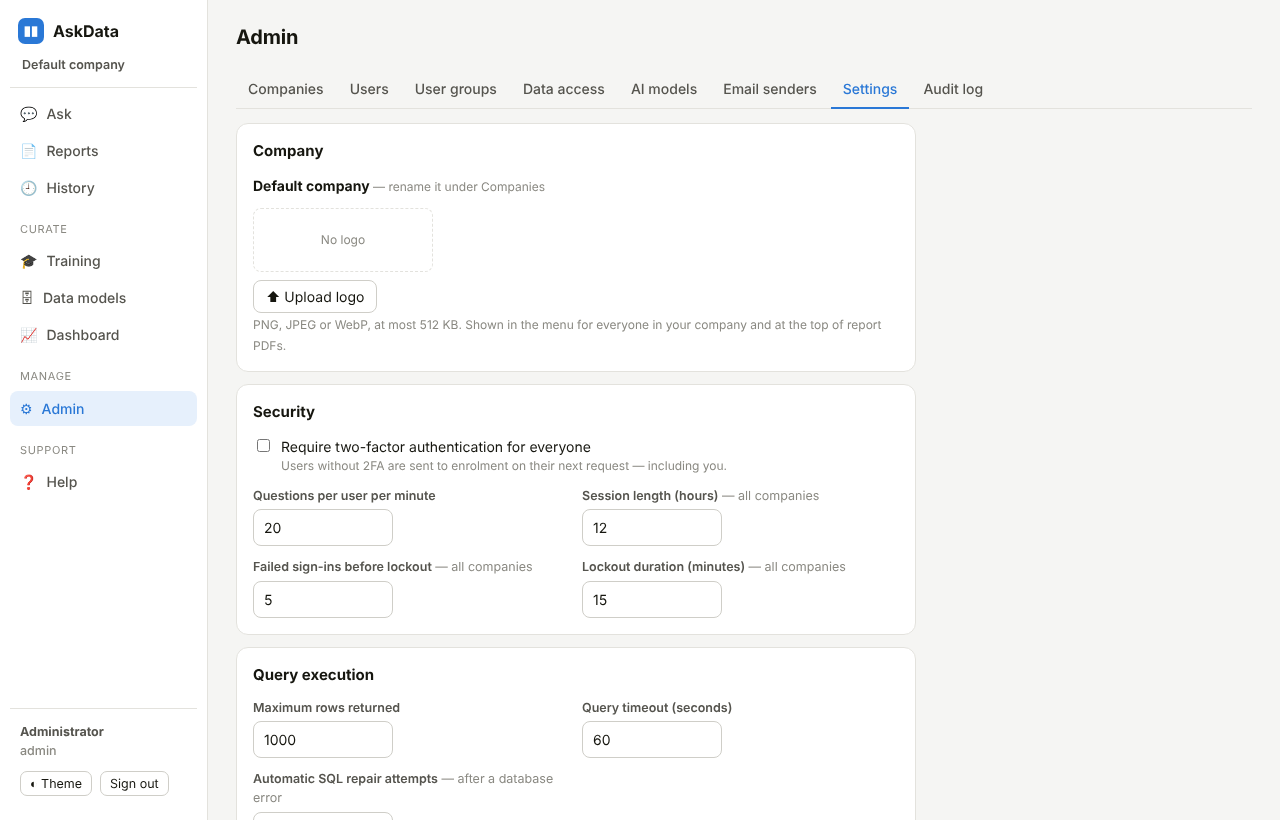 AskData
Default company
Ask
Reports
History
CURATE
Training
Data models
Dashboard
MANAGE
Admin
SUPPORT
Help
Administrator
admin
Theme
Sign out
Admin
Companies
Users
User groups
Data access
AI models
Email senders
Settings
Audit log
Company
Default company — rename it under Companies
No logo
Upload logo
PNG, JPEG or WebP, at most 512 KB. Shown in the menu for everyone in your company and at the top of report
PDFs.
Security
Require two-factor authentication for everyone
Users without 2FA are sent to enrolment on their next request — including you.
Questions per user per minute
20
Session length (hours) — all companies
12
Failed sign-ins before lockout — all companies
5
Lockout duration (minutes) — all companies
15
Query execution
Maximum rows returned
1000
Query timeout (seconds)
60
Automatic SQL repair attempts — after a database
error